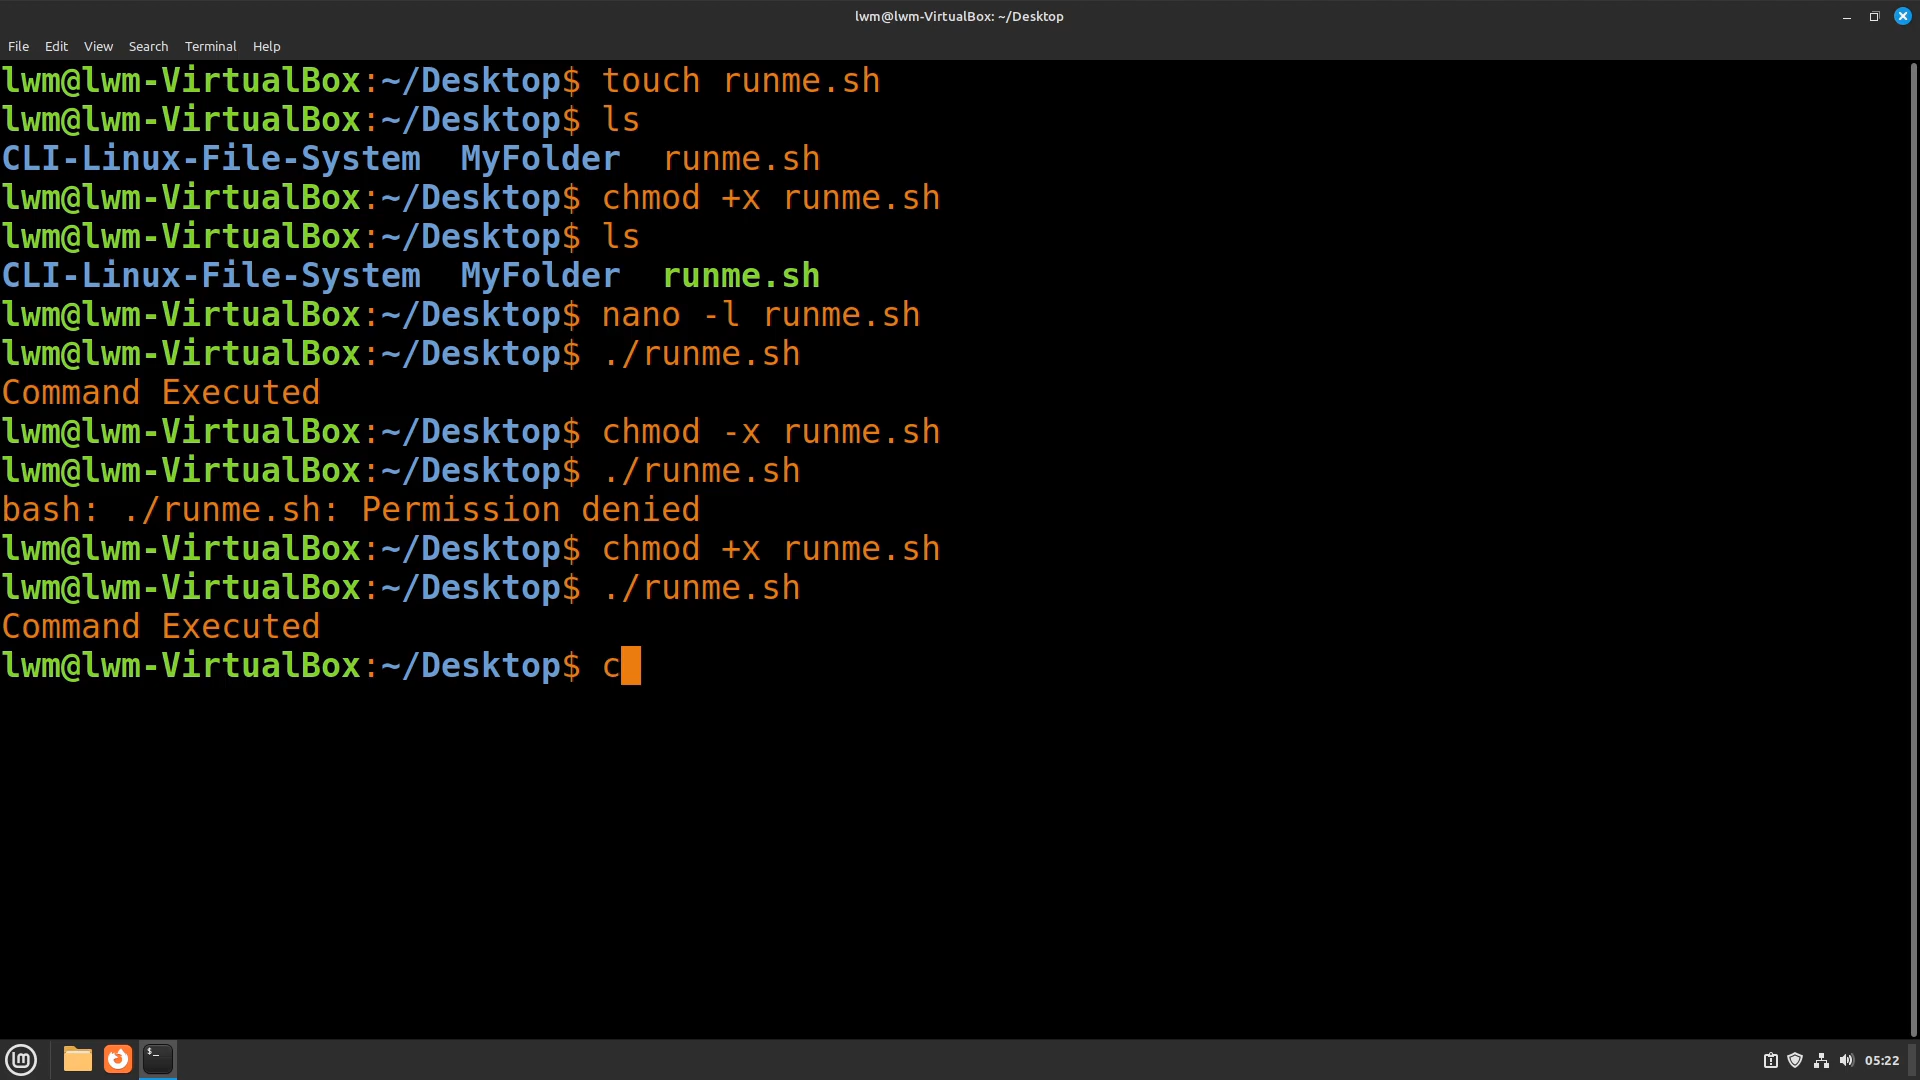 lwm@lwm-VirtualBox: ~/Desktop
File Edit View Search Terminal Help
lwm@lwm-VirtualBox:~/Desktop$ touch runme.sh
lwm@lwm-VirtualBox:~/Desktop$ ls
CLI-Linux-File-System  MyFolder  runme.sh
lwm@lwm-VirtualBox:~/Desktop$ chmod +x runme.sh
lwm@lwm-VirtualBox:~/Desktop$ ls
CLI-Linux-File-System  MyFolder  runme.sh
lwm@lwm-VirtualBox:~/Desktop$ nano -l runme.sh
lwm@lwm-VirtualBox:~/Desktop$ ./runme.sh
Command Executed
lwm@lwm-VirtualBox:~/Desktop$ chmod -x runme.sh
lwm@lwm-VirtualBox:~/Desktop$ ./runme.sh
bash: ./runme.sh: Permission denied
lwm@lwm-VirtualBox:~/Desktop$ chmod +x runme.sh
lwm@lwm-VirtualBox:~/Desktop$ ./runme.sh
Command Executed
lwm@lwm-VirtualBox:~/Desktop$ c
05:22